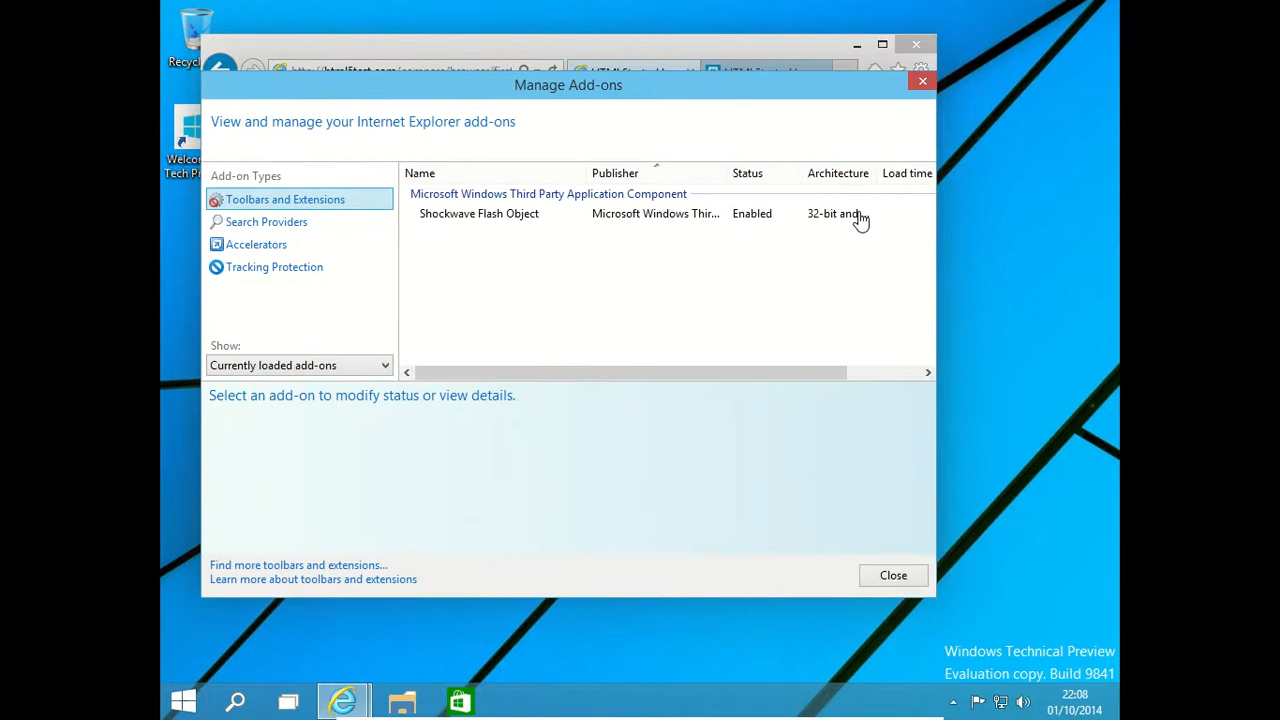 Recyc
Welco
Tech Pr
Manage Add-ons
View and manage your Internet Explorer add-ons
Add-on Types
Toolbars and Extensions
Search Providers
Accelerators
Tracking Protection
Show:
Currently loaded add-ons
Name Publisher Status Architecture Load time
Microsoft Windows Third Party Application Component
Shockwave Flash Object Microsoft Windows Thir... Enabled 32-bit and
Select an add-on to modify status or view details.
Find more toolbars and extensions...
Learn more about toolbars and extensions
Close
Windows Technical Preview
Evaluation copy. Build 9841
22:08
01/10/2014